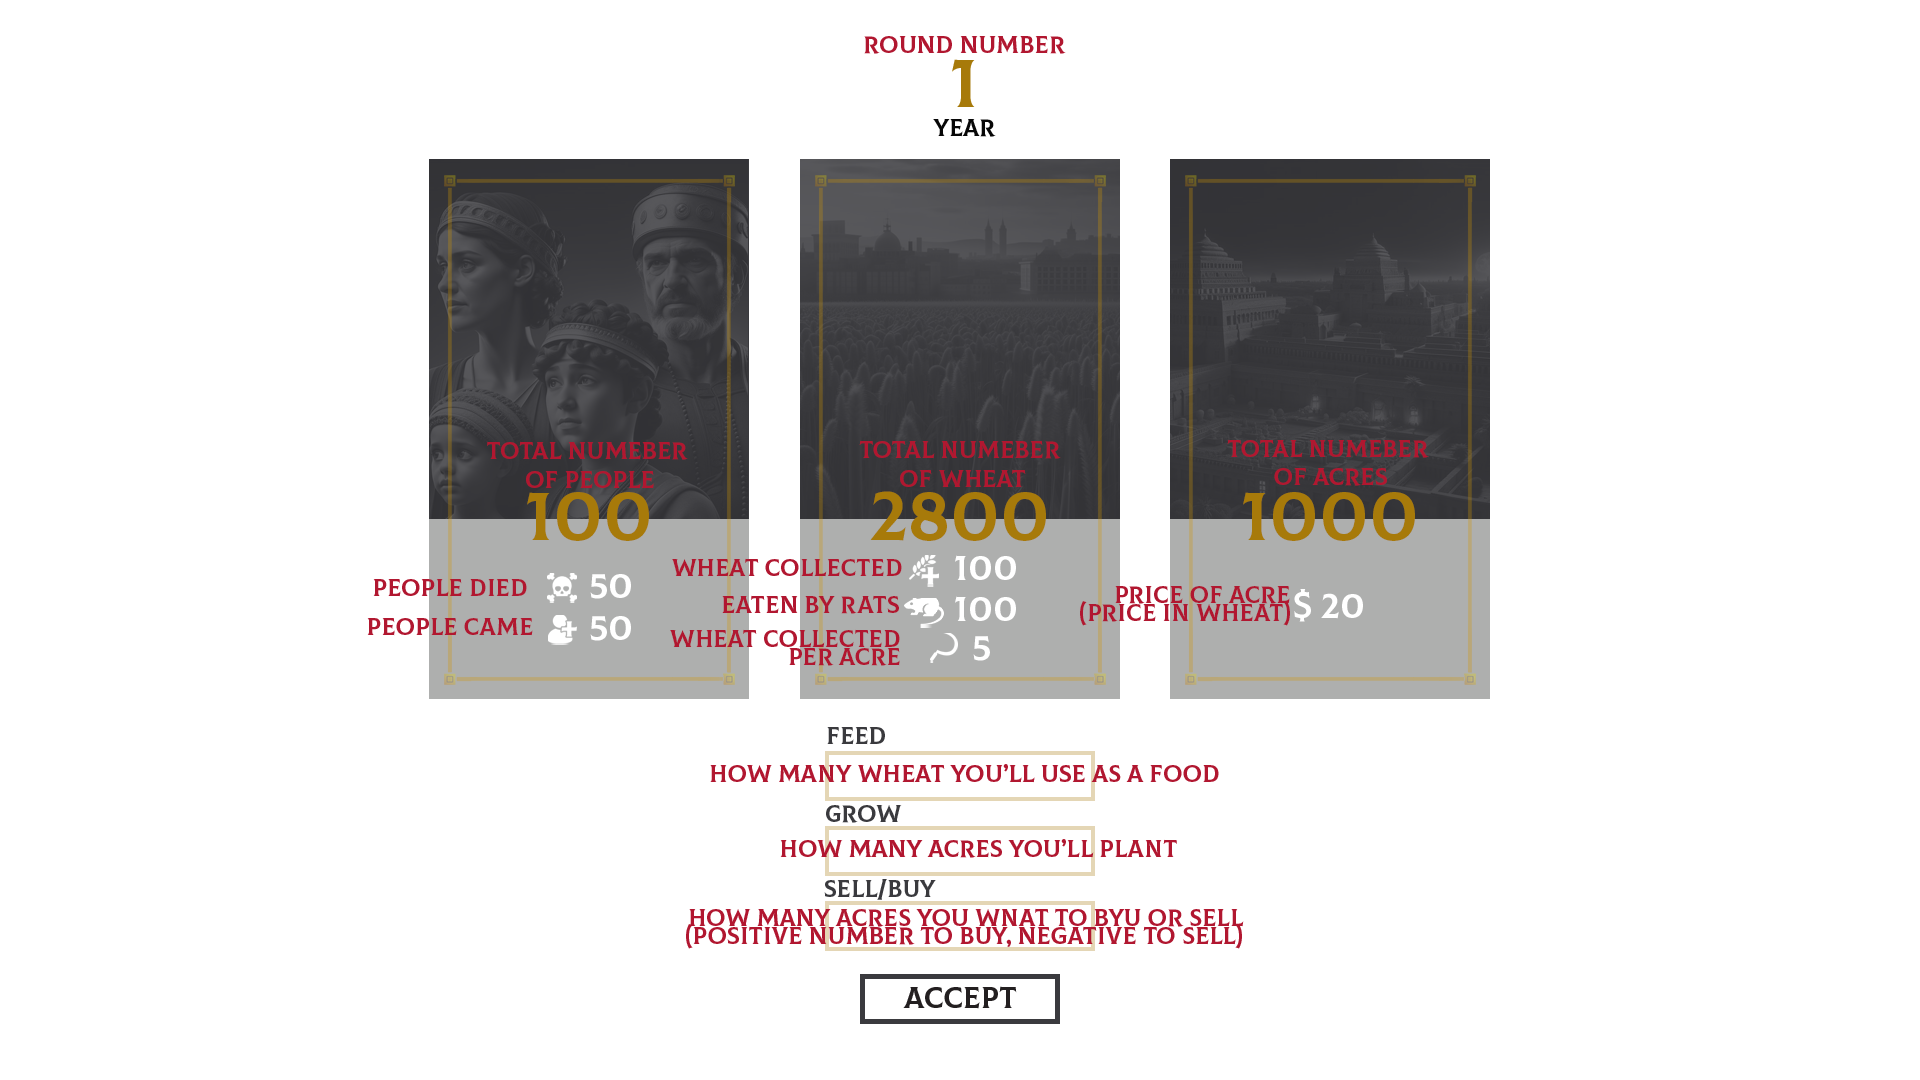 ROUND NUMBER
1
YEAR
TOTAL NUMEBER
OF PEOPLE
100
PEOPLE DIED 50
PEOPLE CAME 50
TOTAL NUMEBER
OF WHEAT
2800
WHEAT COLLECTED 100
EATEN BY RATS 100
WHEAT COLLECTED
PER ACRE 5
TOTAL NUMEBER
OF ACRES
1000
PRICE OF ACRE
(PRICE IN WHEAT) $ 20
FEED
HOW MANY WHEAT YOU'LL USE AS A FOOD
GROW
HOW MANY ACRES YOU'LL PLANT
SELL/BUY
HOW MANY ACRES YOU WNAT TO BYU OR SELL
(POSITIVE NUMBER TO BUY, NEGATIVE TO SELL)
ACCEPT